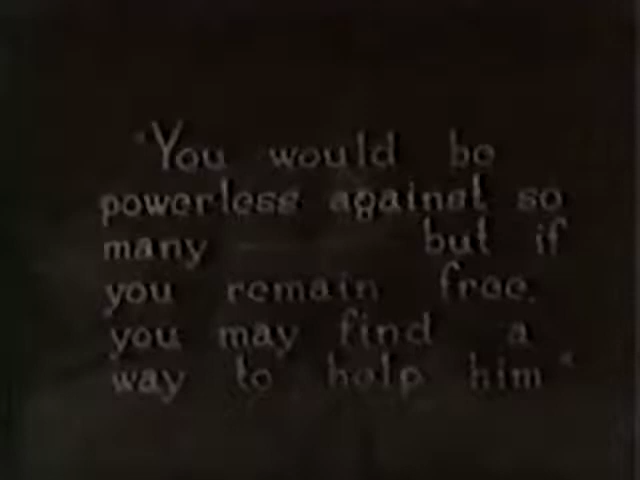 "You would be
powerless against so
many — but if
you remain free,
you may find a
way to help him"